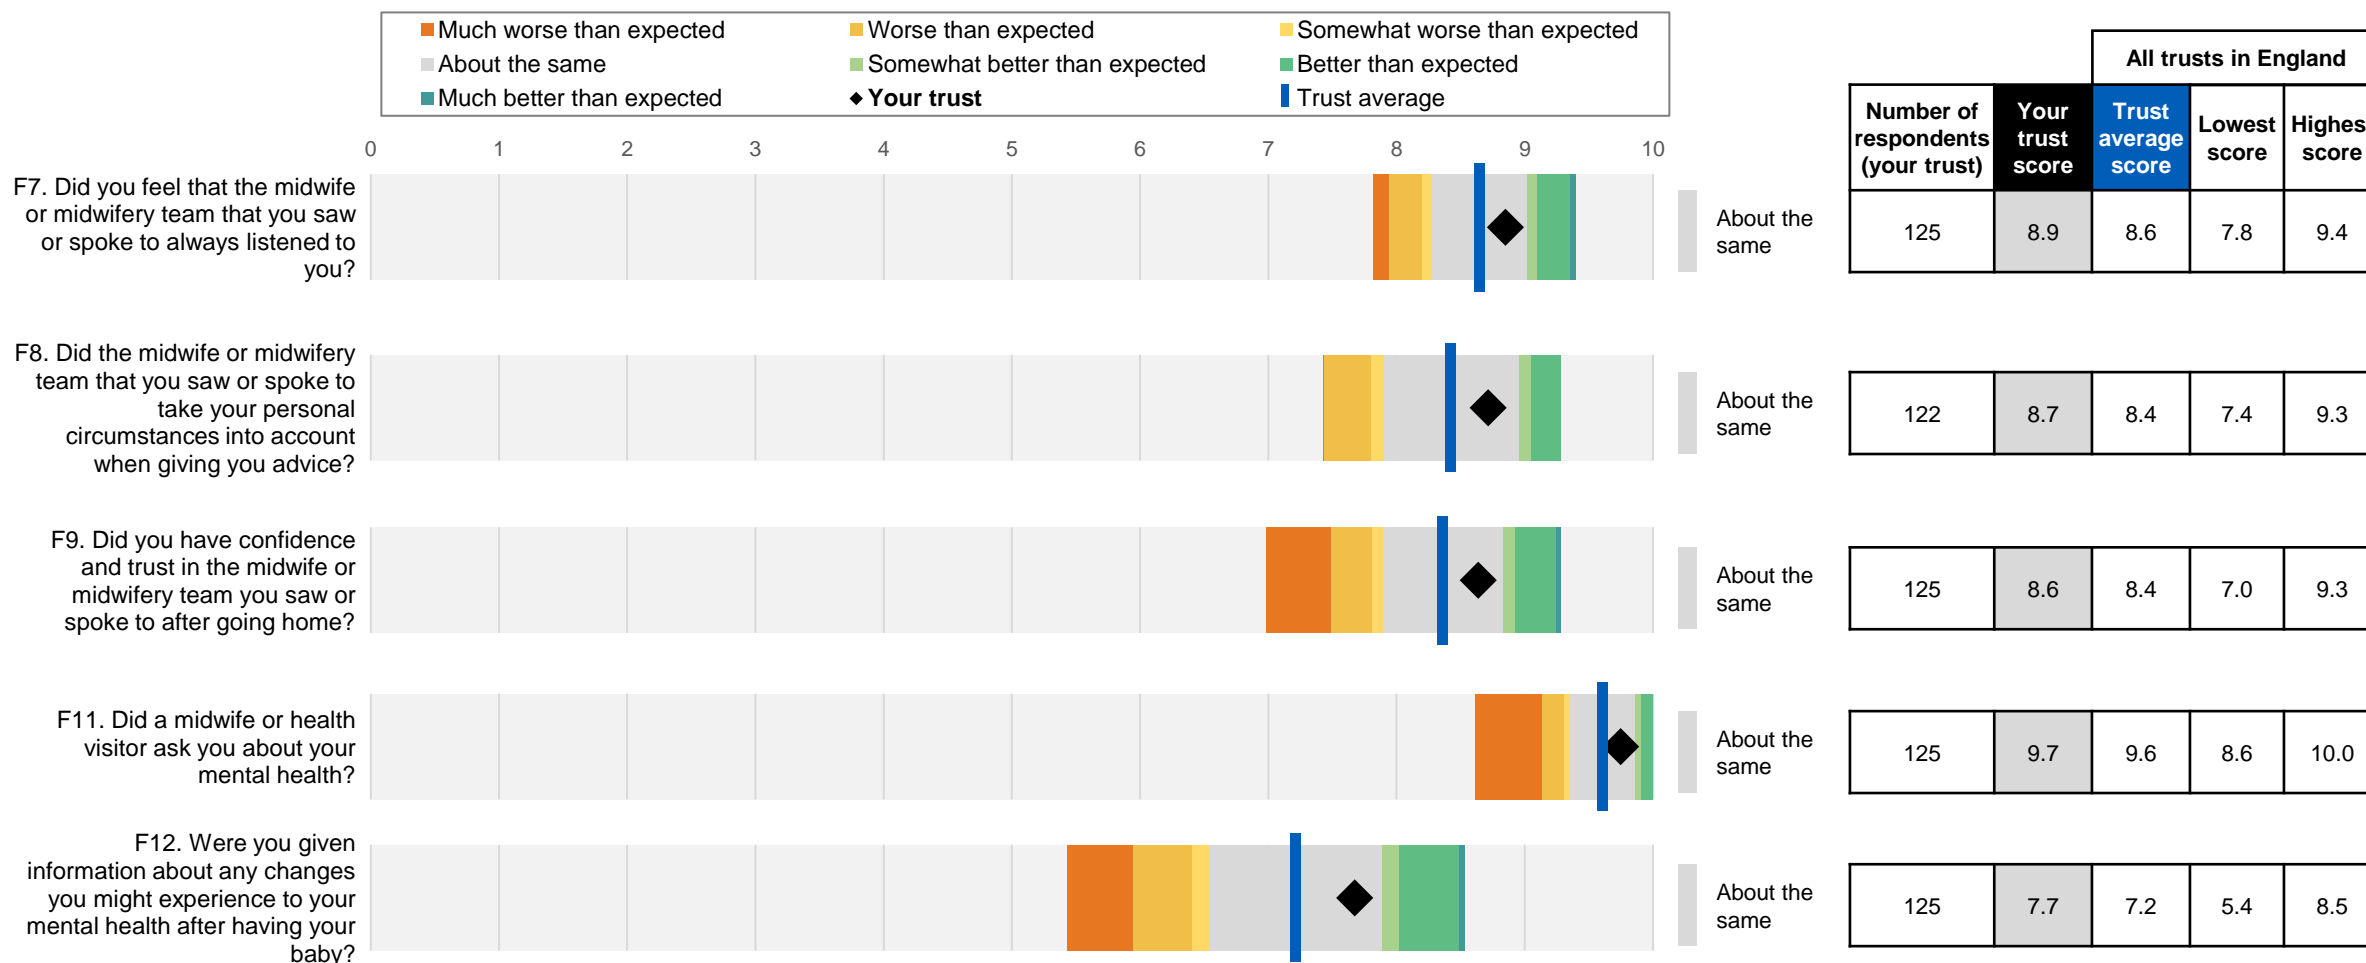 Much worse than expected
Worse than expected
Somewhat worse than expected
About the same
Somewhat better than expected
Better than expected
Much better than expected
Your trust
Trust average
All trusts in England
Number of
respondents
(your trust)
Your
trust
score
Trust
average
score
Lowest
score
Highes
score
0 1 2 3 4 5 6 7 8 9 10
F7. Did you feel that the midwife
or midwifery team that you saw
or spoke to always listened to
you?
About the
same
125 8.9 8.6 7.8 9.4
F8. Did the midwife or midwifery
team that you saw or spoke to
take your personal
circumstances into account
when giving you advice?
About the
same
122 8.7 8.4 7.4 9.3
F9. Did you have confidence
and trust in the midwife or
midwifery team you saw or
spoke to after going home?
About the
same
125 8.6 8.4 7.0 9.3
F11. Did a midwife or health
visitor ask you about your
mental health?
About the
same
125 9.7 9.6 8.6 10.0
F12. Were you given
information about any changes
you might experience to your
mental health after having your
baby?
About the
same
125 7.7 7.2 5.4 8.5